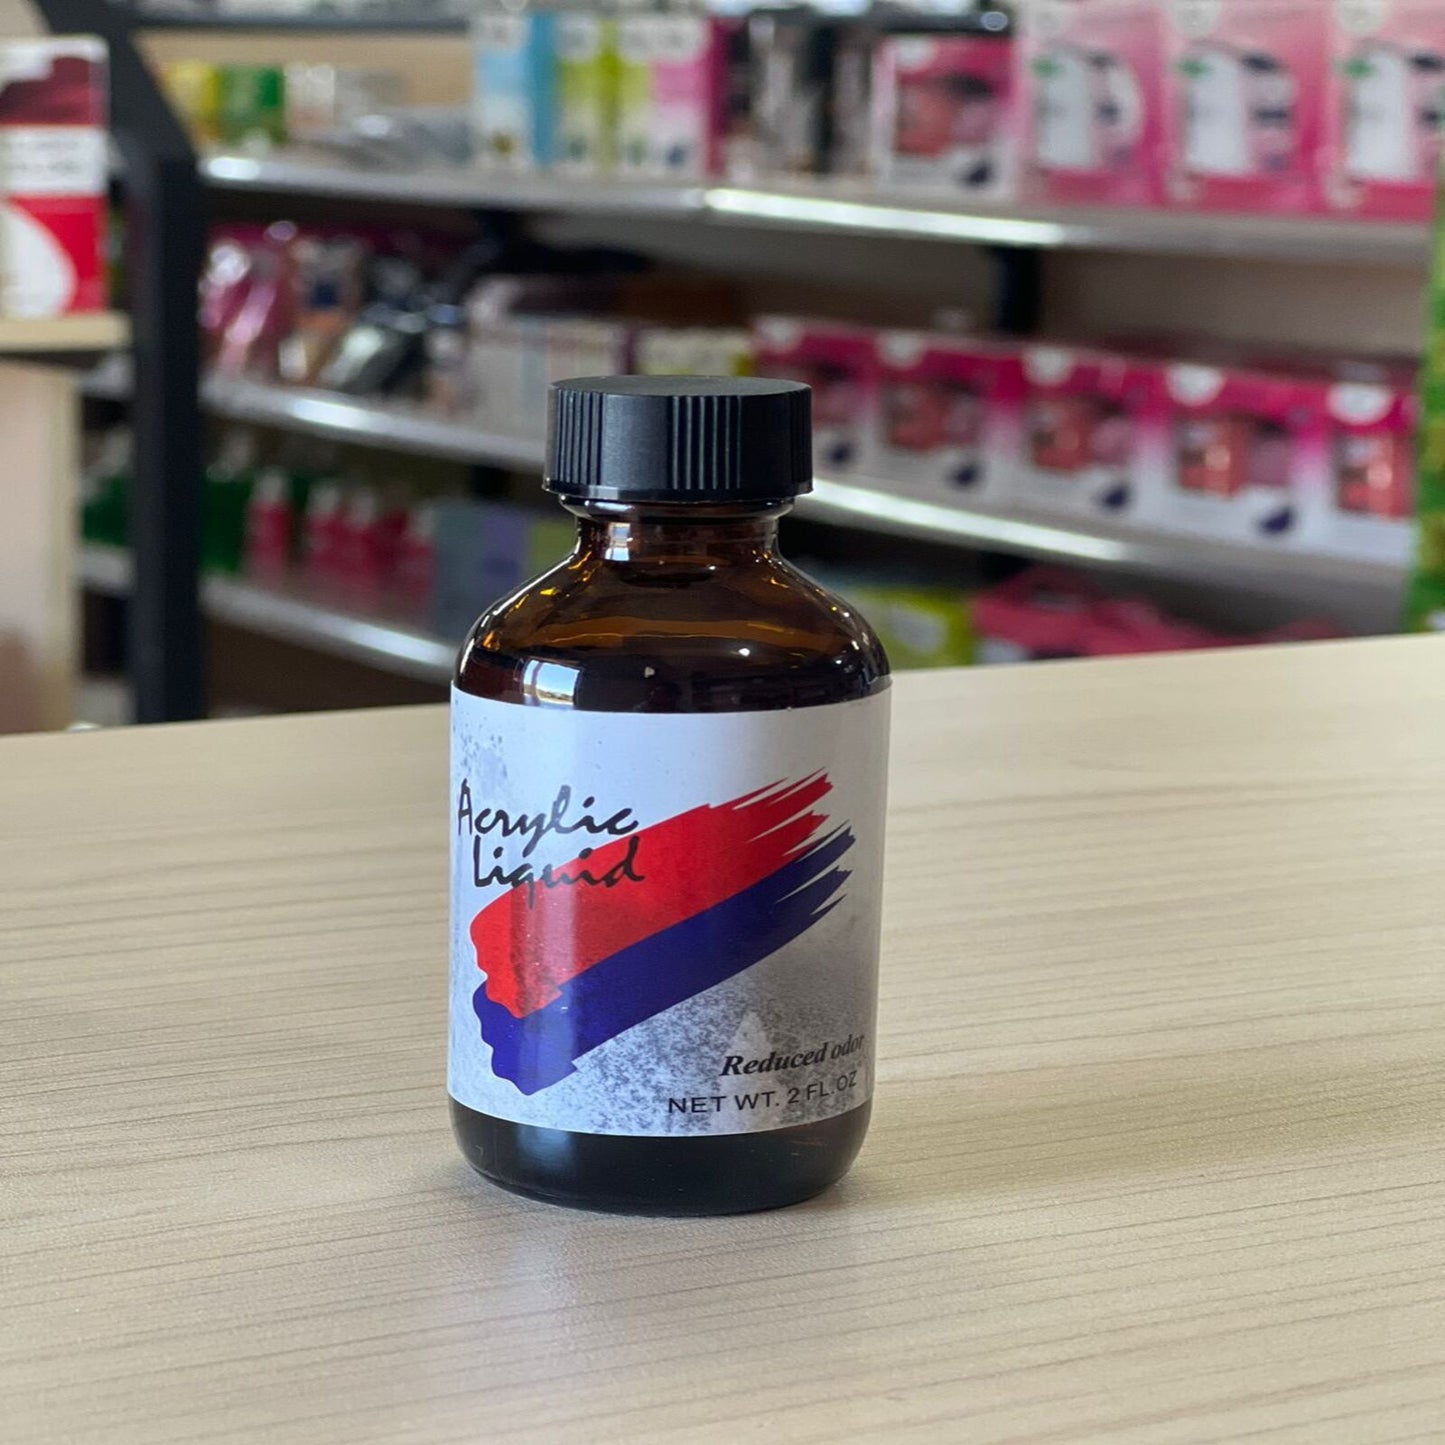 Acrylic
Liquid
Reduced odor
NET WT. 2 FL.OZ